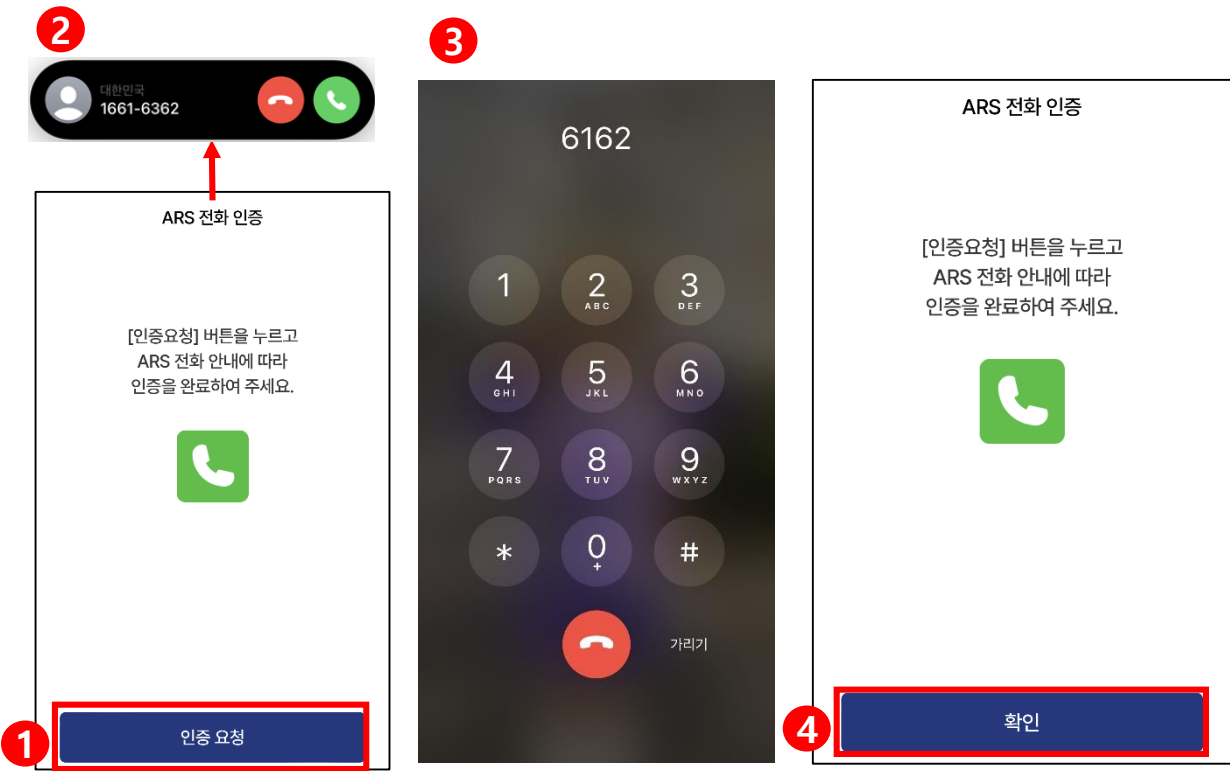 2
대한민국
1661-6362
ARS 전화 인증
[인증요청] 버튼을 누르고
ARS 전화 안내에 따라
인증을 완료하여 주세요.
1
인증 요청
3
6162
1
2
ABC
3
DEF
4
GHI
5
JKL
6
MNO
7
PQRS
8
TUV
9
WXYZ
*
0
+
#
가리기
ARS 전화 인증
[인증요청] 버튼을 누르고
ARS 전화 안내에 따라
인증을 완료하여 주세요.
4
확인